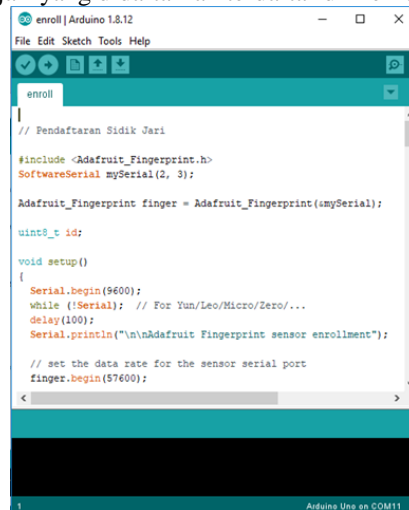 enroll | Arduino 1.8.12
File Edit Sketch Tools Help
enroll
// Pendaftaran Sidik Jari
#include <Adafruit_Fingerprint.h>
SoftwareSerial mySerial(2, 3);
Adafruit_Fingerprint finger = Adafruit_Fingerprint(&mySerial);
uint8_t id;
void setup()
{
Serial.begin(9600);
while (!Serial); // For Yun/Leo/Micro/Zero/...
delay(100);
Serial.println("\n\nAdafruit Fingerprint sensor enrollment");
// set the data rate for the sensor serial port
finger.begin(57600);
1
Arduino Uno on COM11